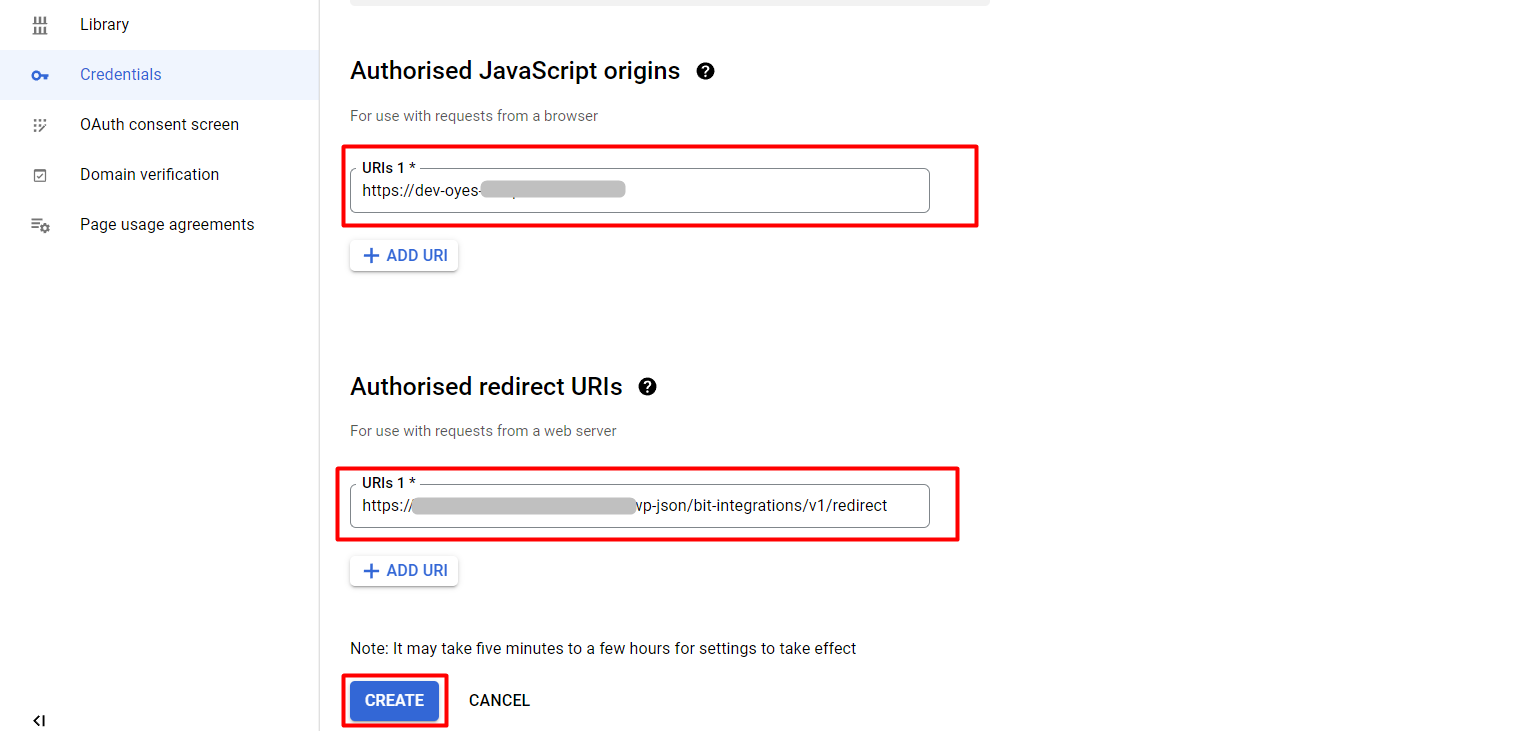 Library
Credentials
OAuth consent screen
Domain verification
Page usage agreements
Authorised JavaScript origins
For use with requests from a browser
URIs 1 *
https://dev-oyes-
ADD URI
Authorised redirect URIs
For use with requests from a web server
URIs 1 *
https:// wp-json/bit-integrations/v1/redirect
ADD URI
Note: It may take five minutes to a few hours for settings to take effect
CREATE CANCEL